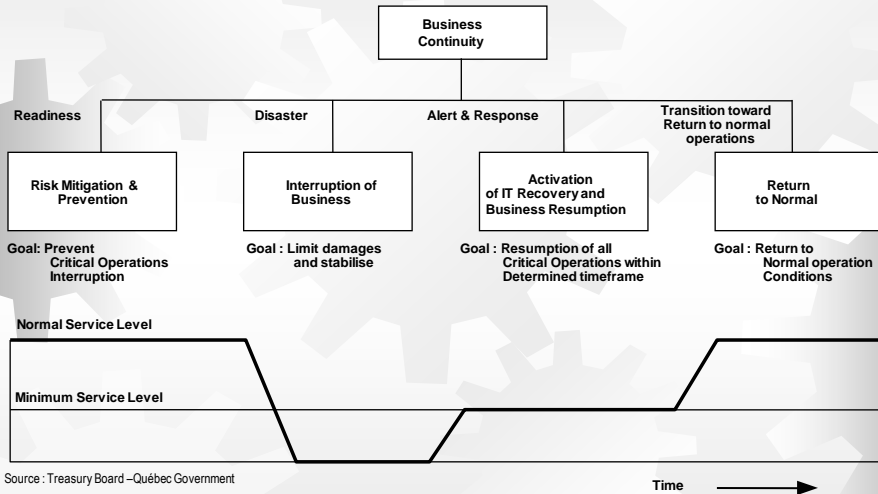 Business
Continuity
Readiness
Disaster
Alert & Response
Transition toward
Return to normal
operations
Risk Mitigation &
Prevention
Interruption of
Business
Activation
of IT Recovery and
Business Resumption
Return
to Normal
Goal: Prevent
Critical Operations
Interruption
Goal : Limit damages
and stabilise
Goal : Resumption of all
Critical Operations within
Determined timeframe
Goal : Return to
Normal operation
Conditions
Normal Service Level
Minimum Service Level
Source : Treasury Board –Québec Government
Time